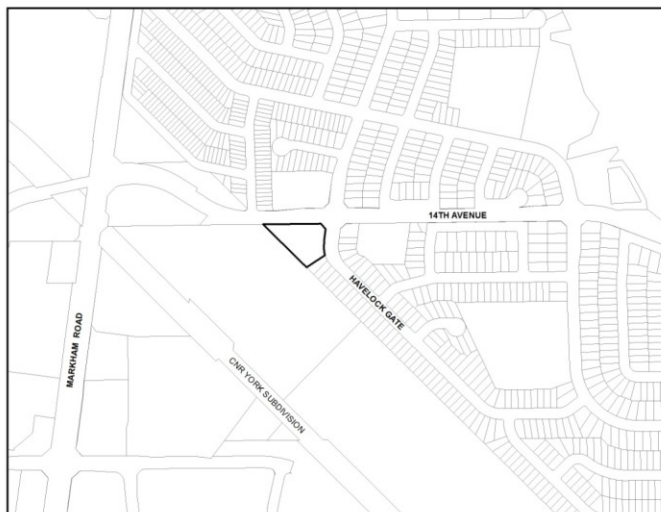 14TH AVENUE
HAVELOCK GATE
MARKHAM ROAD
CNR YORK SUBDIVISION